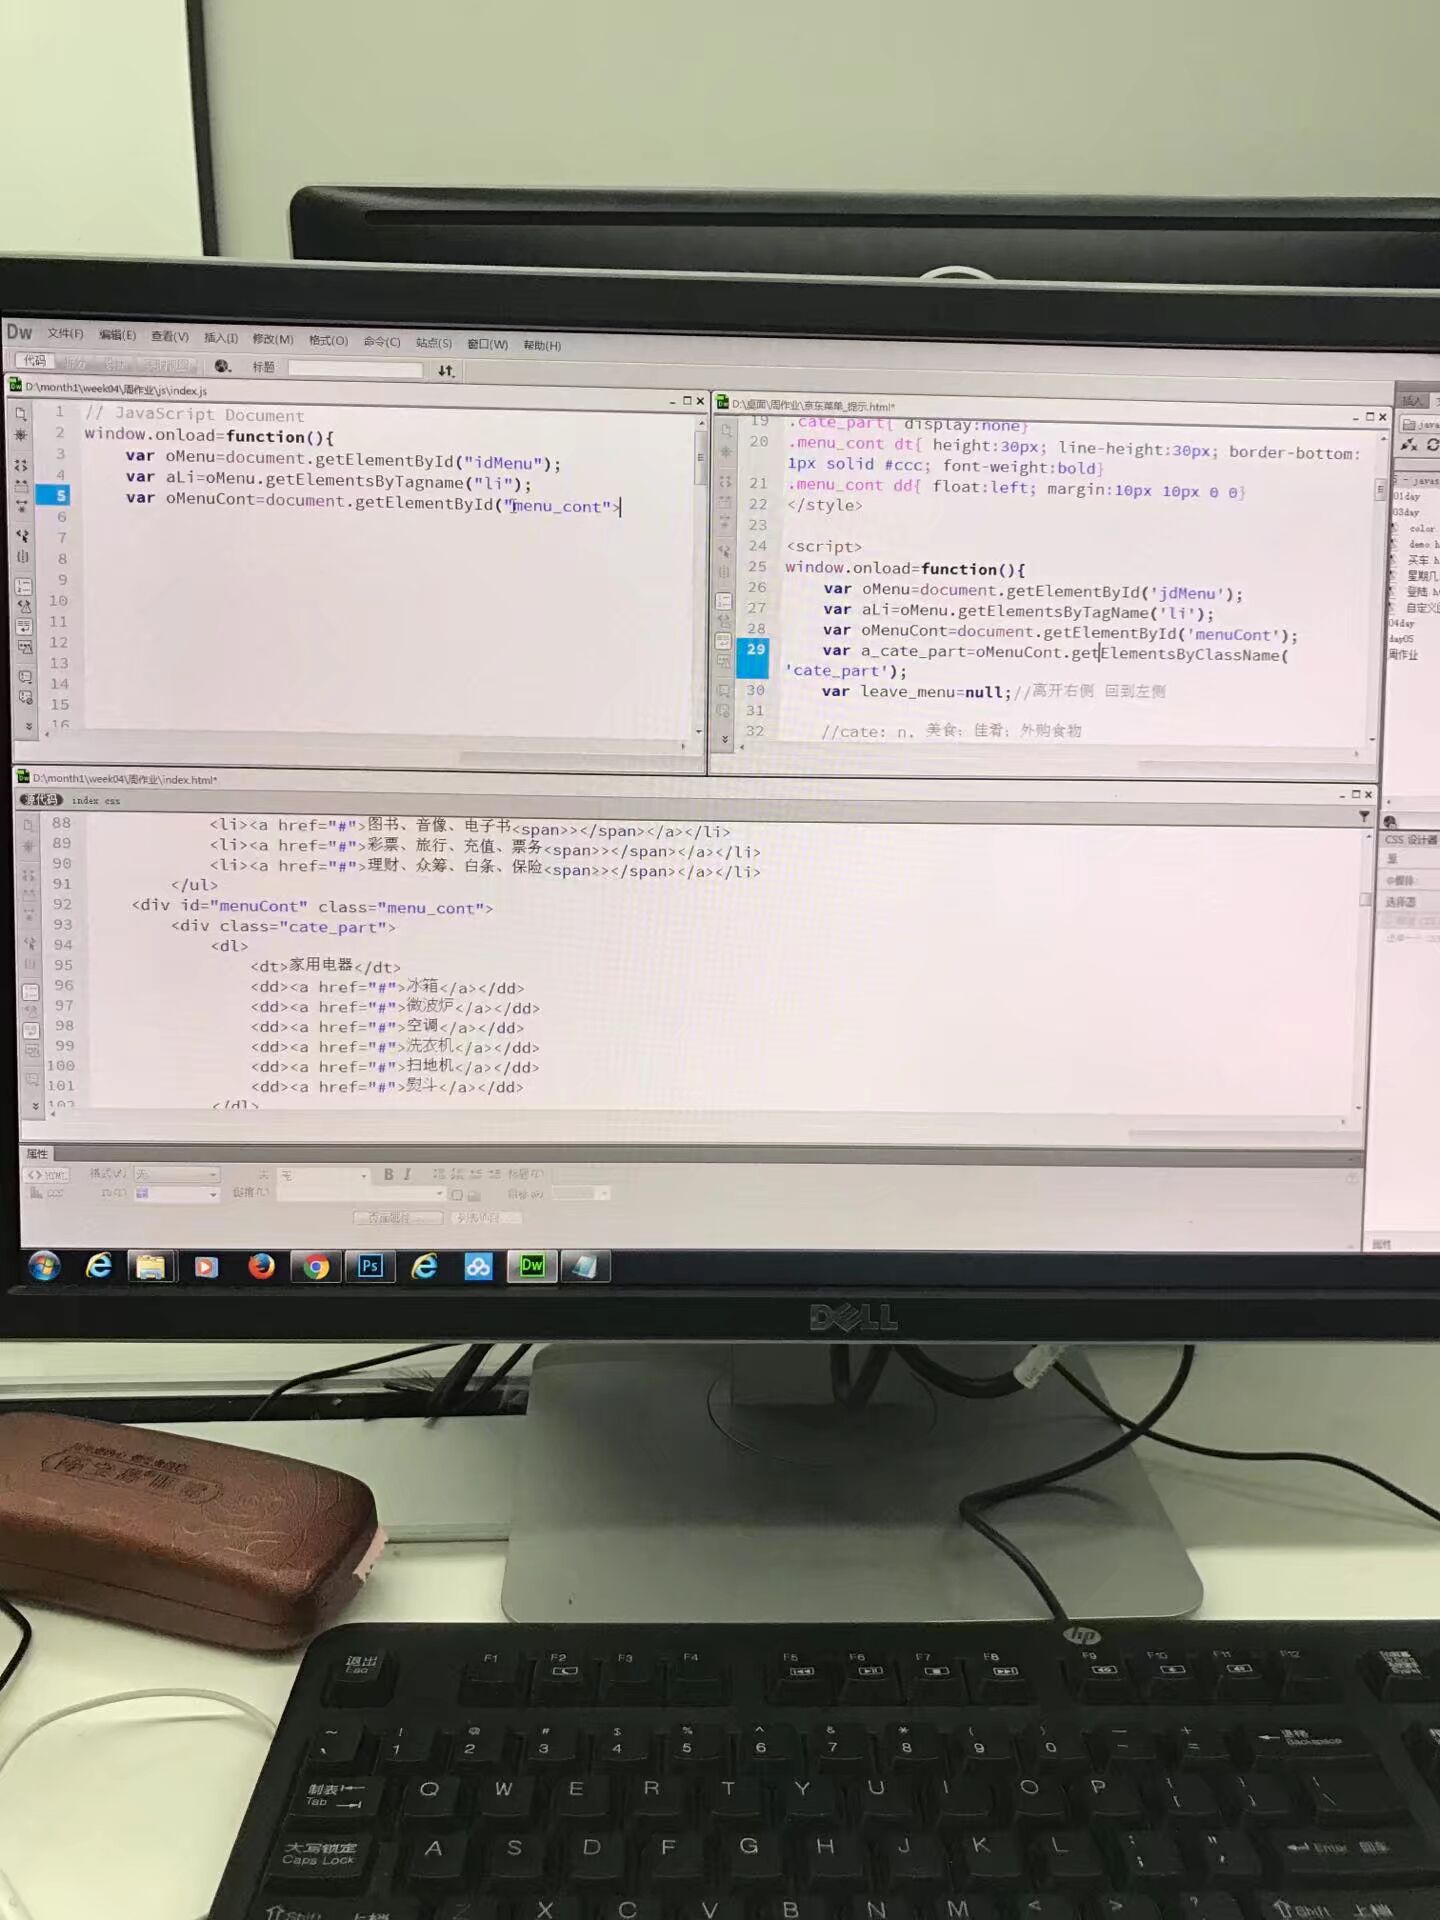 Dw 文件(F) 编辑(E) 查看(V) 插入(I) 修改(M) 格式(O) 命令(C) 站点(S) 窗口(W) 帮助(H)
代码 拆分 设计 实时视图 标题
D:\month1\week04\周作业\js\index.js
1 // JavaScript Document
2 window.onload=function(){
3 var oMenu=document.getElementById("idMenu");
4 var aLi=oMenu.getElementsByTagname("li");
5 var oMenuCont=document.getElementById("menu_cont">
6
7
8
9
10
11
12
13
14
15
16
D:\桌面\周作业\京东菜单_提示.html*
19 .cate_part{ display:none}
20 .menu_cont dt{ height:30px; line-height:30px; border-bottom:
1px solid #ccc; font-weight:bold}
21 .menu_cont dd{ float:left; margin:10px 10px 0 0}
22 </style>
23
24 <script>
25 window.onload=function(){
26 var oMenu=document.getElementById('jdMenu');
27 var aLi=oMenu.getElementsByTagName('li');
28 var oMenuCont=document.getElementById('menuCont');
29 var a_cate_part=oMenuCont.getElementsByClassName(
'cate_part');
30 var leave_menu=null;//离开右侧 回到左侧
31
32 //cate: n. 美食; 佳肴; 外购食物
插入
01day
03day
color.
demo.h
买车.h
星期几
登陆.h
自定义
04day
day05
周作业
D:\month1\week04\周作业\index.html*
源代码 index css
88 <li><a href="#">图书、音像、电子书<span>></span></a></li>
89 <li><a href="#">彩票、旅行、充值、票务<span>></span></a></li>
90 <li><a href="#">理财、众筹、白条、保险<span>></span></a></li>
91 </ul>
92 <div id="menuCont" class="menu_cont">
93 <div class="cate_part">
94 <dl>
95 <dt>家用电器</dt>
96 <dd><a href="#">冰箱</a></dd>
97 <dd><a href="#">微波炉</a></dd>
98 <dd><a href="#">空调</a></dd>
99 <dd><a href="#">洗衣机</a></dd>
100 <dd><a href="#">扫地机</a></dd>
101 <dd><a href="#">熨斗</a></dd>
102 </dl>
CSS 设计器
选择器
属性
<> HTML 格式(F) 无 类 无 B I
CSS ID(I) 链接(L)
页面属性... 列表项目...
属性
Ps
Dw
DELL
hp
退出
Esc
F1 F2 F3 F4 F5 F6 F7 F8 F9 F10 F11 F12
~ ! @ # $ % ^ & * ( ) — +
、 1 2 3 4 5 6 7 8 9 0 - =
退格
Backspace
制表
Tab
Q W E R T Y U I O P { } \
[ ]
大写锁定
Caps Lock
A S D F G H J K L : "
; '
Enter 回车
Shift 上档 Z X C V B N M < > ? Shift 上档